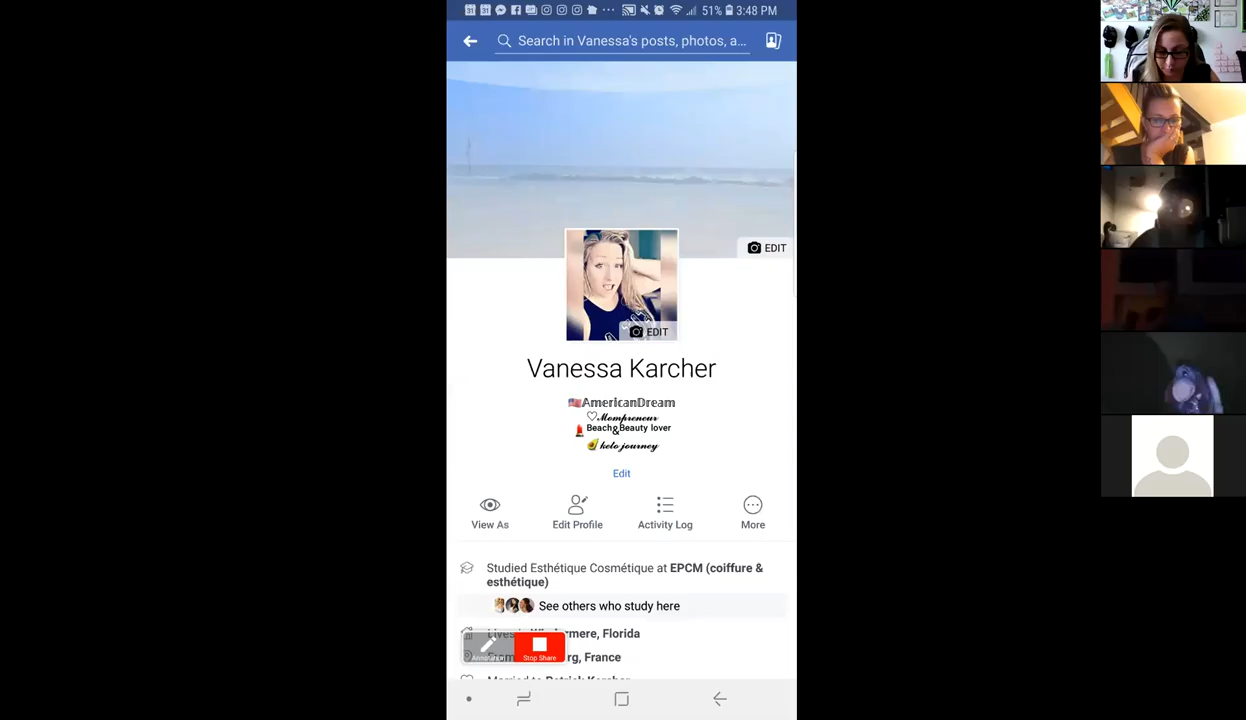 51% 3:48 PM
Search in Vanessa's posts, photos, a...
EDIT
EDIT
Vanessa Karcher
🇺🇸AmericanDream
♡Mompreneur
💄Beach&Beauty lover
🥑keto journey
Edit
View As Edit Profile Activity Log More
Studied Esthétique Cosmétique at EPCM (coiffure &
esthétique)
See others who study here
Florida
Stop Share
France